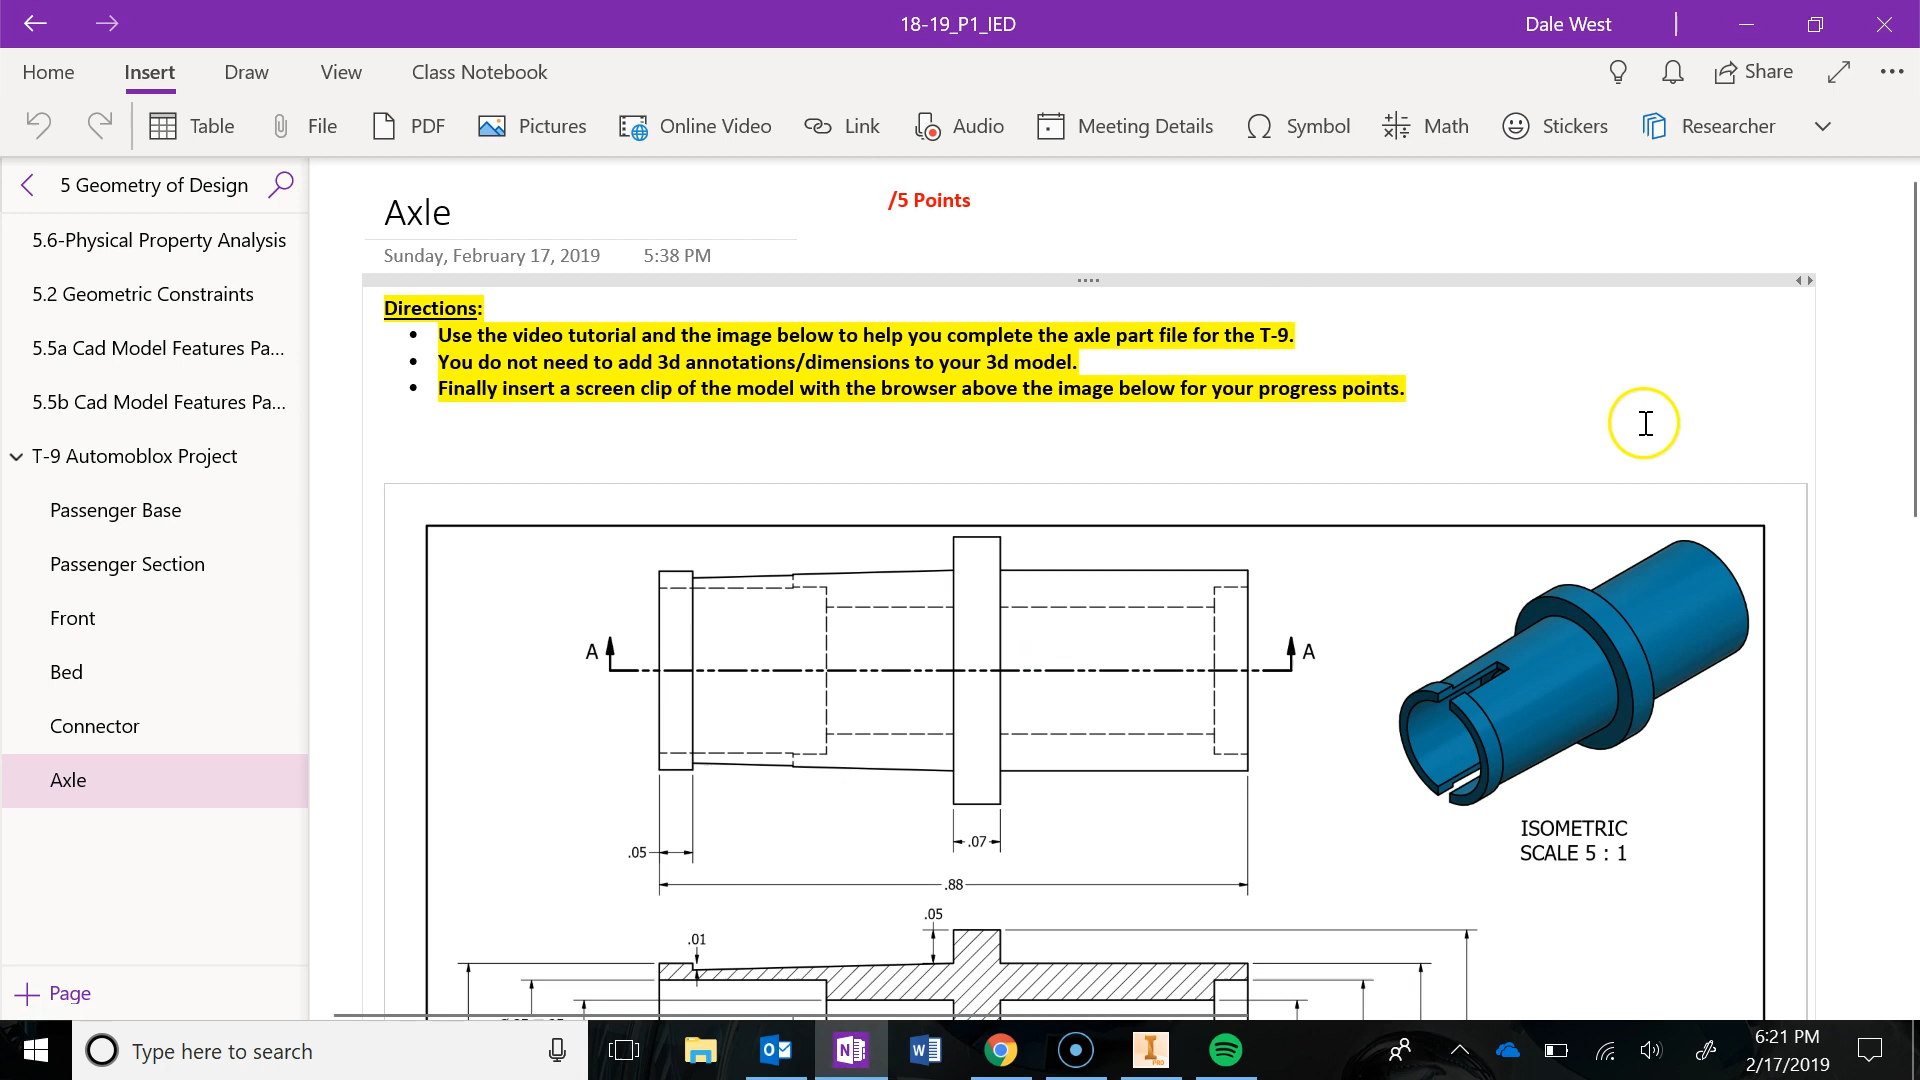 18-19_P1_IED
Dale West
Home Insert Draw View Class Notebook
Share
Table File PDF Pictures Online Video Link Audio Meeting Details Symbol Math Stickers Researcher
5 Geometry of Design
5.6-Physical Property Analysis
5.2 Geometric Constraints
5.5a Cad Model Features Pa...
5.5b Cad Model Features Pa...
T-9 Automoblox Project
Passenger Base
Passenger Section
Front
Bed
Connector
Axle
Page
Axle
/5 Points
Sunday, February 17, 2019 5:38 PM
Directions:
• Use the video tutorial and the image below to help you complete the axle part file for the T-9.
• You do not need to add 3d annotations/dimensions to your 3d model.
• Finally insert a screen clip of the model with the browser above the image below for your progress points.
A A
.05
.07
.88
ISOMETRIC
SCALE 5 : 1
.05
.01
Type here to search
6:21 PM
2/17/2019